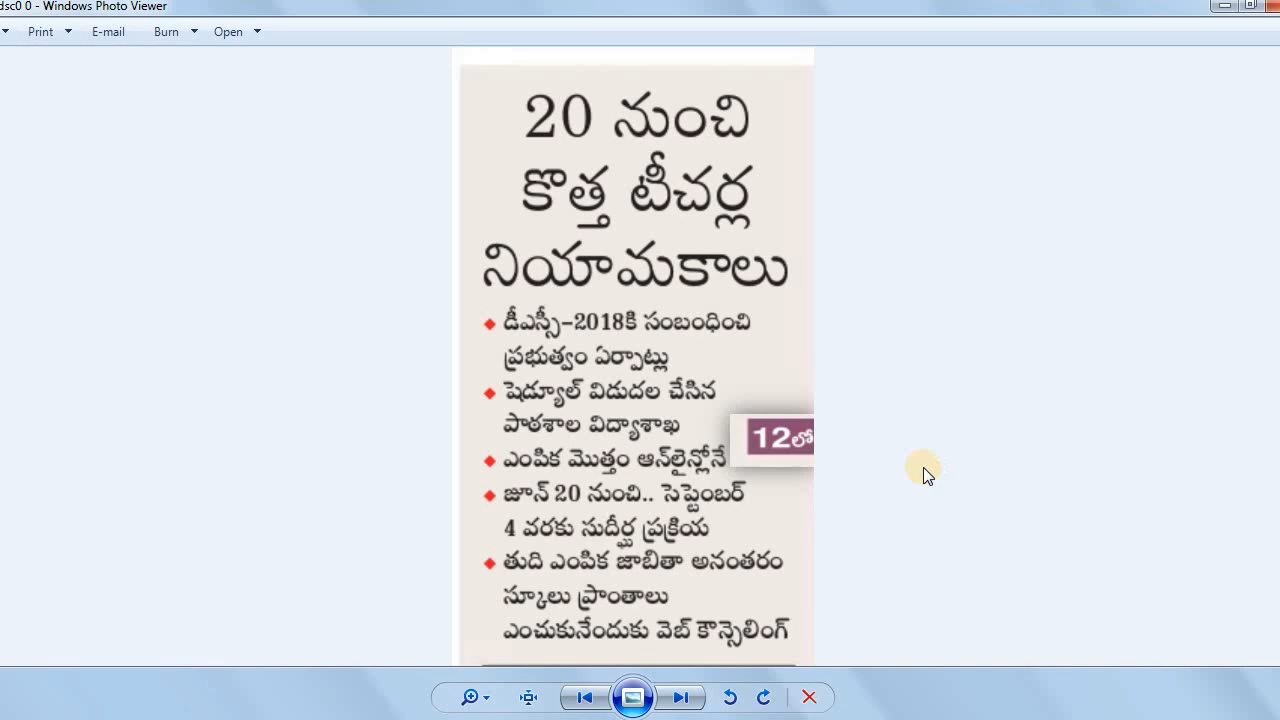 dsc0 0 - Windows Photo Viewer
Print E-mail Burn Open
20 నుంచి
కొత్త టీచర్ల
నియామకాలు
డీఎస్సీ-2018కి సంబంధించి
ప్రభుత్వం ఏర్పాట్లు
షెడ్యూల్ విడుదల చేసిన
పాఠశాల విద్యాశాఖ
12లో
ఎంపిక మొత్తం ఆన్‌లైన్లోనే
జూన్ 20 నుంచి.. సెప్టెంబర్
4 వరకు సుదీర్ఘ ప్రక్రియ
తుది ఎంపిక జాబితా అనంతరం
స్కూలు ప్రాంతాలు
ఎంచుకునేందుకు వెబ్ కౌన్సెలింగ్